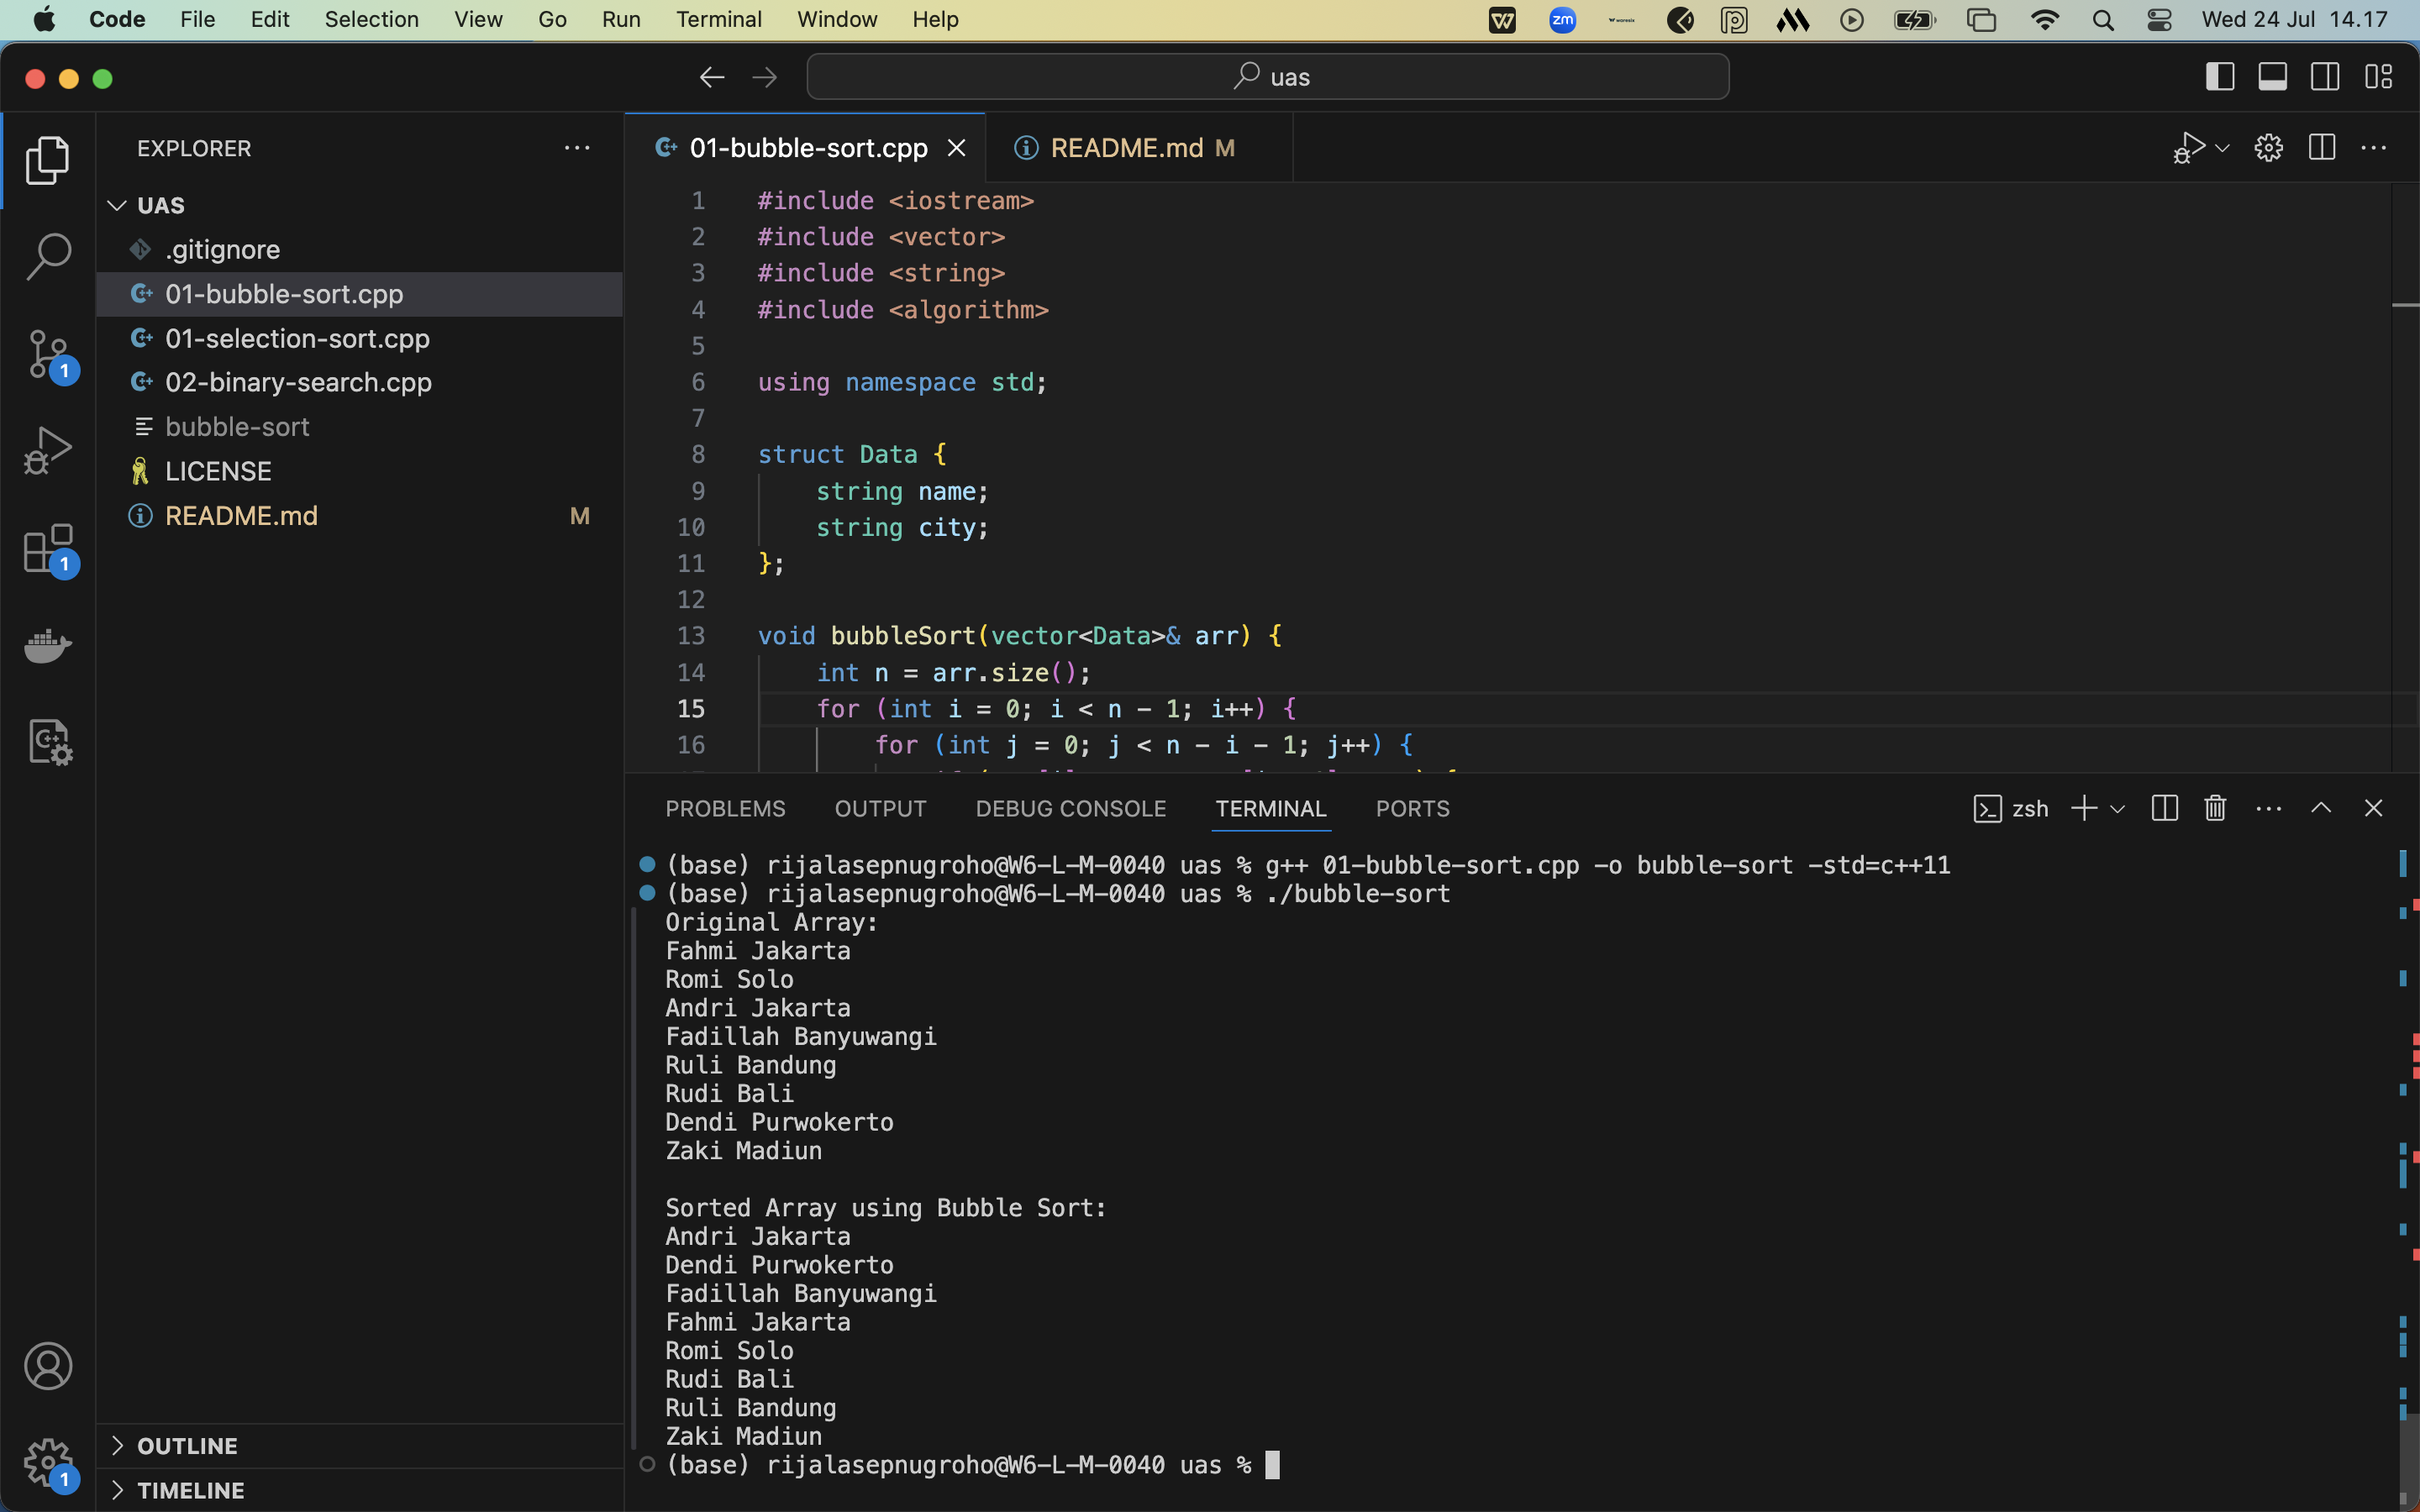 Code File Edit Selection View Go Run Terminal Window Help zm Wed 24 Jul 14.17
uas
EXPLORER
UAS
.gitignore
01-bubble-sort.cpp
01-selection-sort.cpp
02-binary-search.cpp
bubble-sort
LICENSE
README.md M
OUTLINE
TIMELINE
1
1
1
01-bubble-sort.cpp README.md M
1 #include <iostream>
2 #include <vector>
3 #include <string>
4 #include <algorithm>
5
6 using namespace std;
7
8 struct Data {
9 string name;
10 string city;
11 };
12
13 void bubbleSort(vector<Data>& arr) {
14 int n = arr.size();
15 for (int i = 0; i < n - 1; i++) {
16 for (int j = 0; j < n - i - 1; j++) {
PROBLEMS OUTPUT DEBUG CONSOLE TERMINAL PORTS zsh
(base) rijalasepnugroho@W6-L-M-0040 uas % g++ 01-bubble-sort.cpp -o bubble-sort -std=c++11
(base) rijalasepnugroho@W6-L-M-0040 uas % ./bubble-sort
Original Array:
Fahmi Jakarta
Romi Solo
Andri Jakarta
Fadillah Banyuwangi
Ruli Bandung
Rudi Bali
Dendi Purwokerto
Zaki Madiun
Sorted Array using Bubble Sort:
Andri Jakarta
Dendi Purwokerto
Fadillah Banyuwangi
Fahmi Jakarta
Romi Solo
Rudi Bali
Ruli Bandung
Zaki Madiun
(base) rijalasepnugroho@W6-L-M-0040 uas %